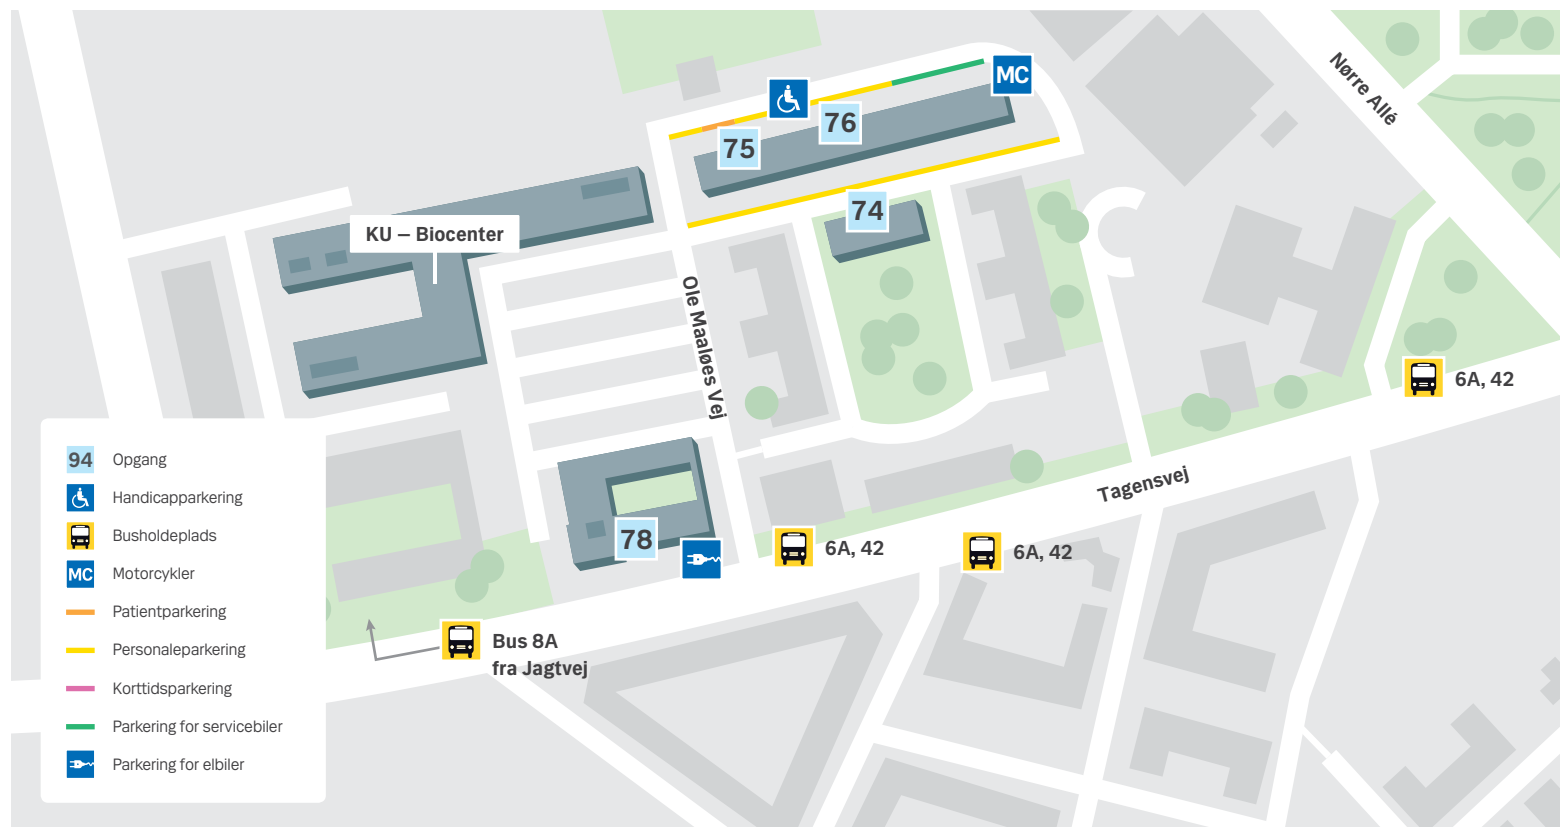 Nørre Allé
MC
76
75
74
KU – Biocenter
Ole Maaløes Vej
6A, 42
Tagensvej
78
6A, 42
6A, 42
Bus 8A
fra Jagtvej
94 Opgang
Handicapparkering
Busholdeplads
MC Motorcykler
Patientparkering
Personaleparkering
Korttidsparkering
Parkering for servicebiler
Parkering for elbiler